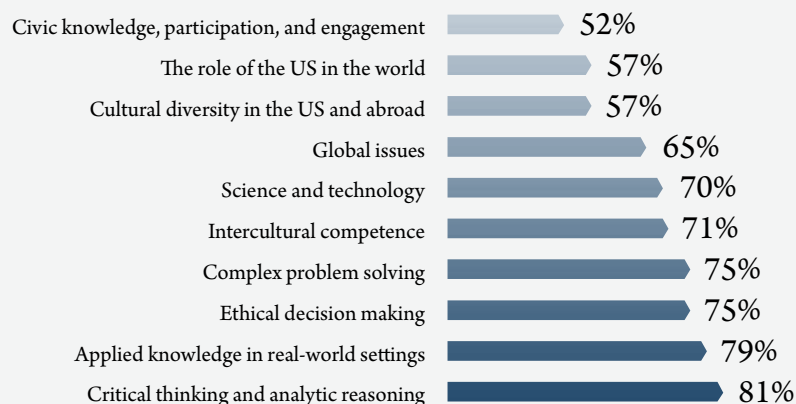 Civic knowledge, participation, and engagement 52%
The role of the US in the world 57%
Cultural diversity in the US and abroad 57%
Global issues 65%
Science and technology 70%
Intercultural competence 71%
Complex problem solving 75%
Ethical decision making 75%
Applied knowledge in real-world settings 79%
Critical thinking and analytic reasoning 81%